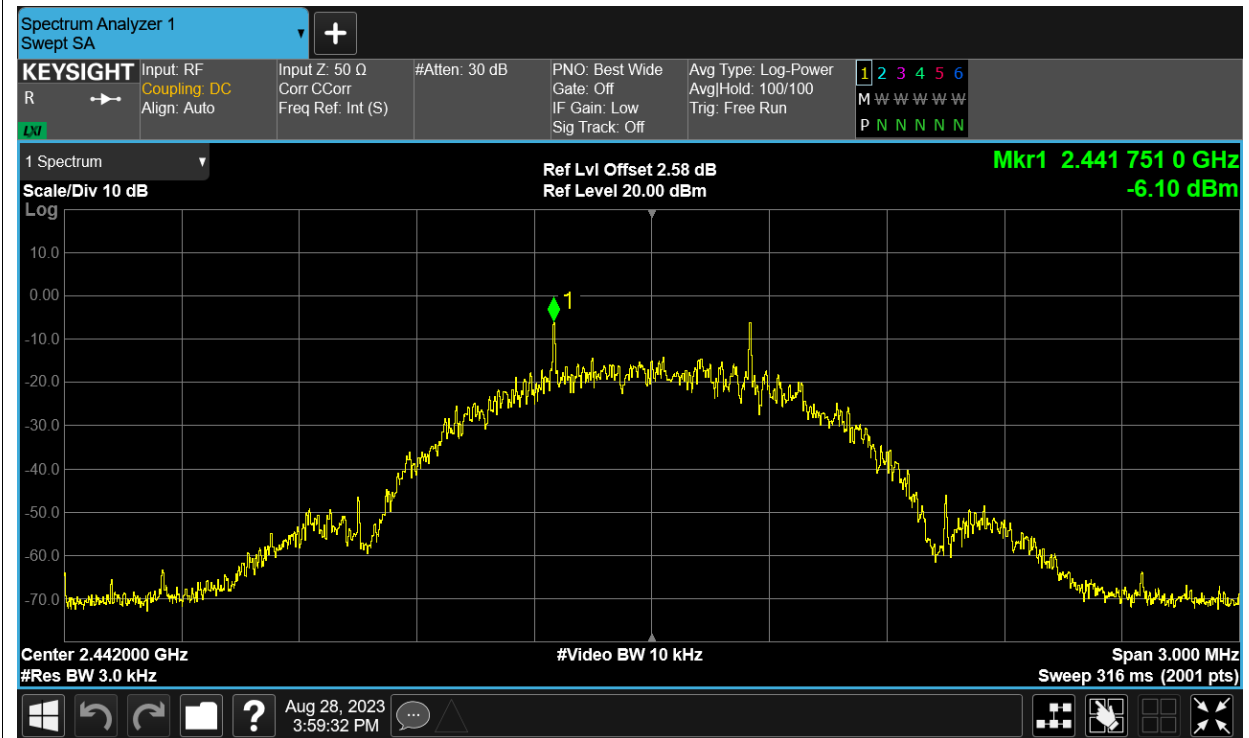 Spectrum Analyzer 1
Swept SA
KEYSIGHT
R
LXI
Input: RF
Coupling: DC
Align: Auto
Input Z: 50 Ω
Corr CCorr
Freq Ref: Int (S)
#Atten: 30 dB
PNO: Best Wide
Gate: Off
IF Gain: Low
Sig Track: Off
Avg Type: Log-Power
Avg|Hold: 100/100
Trig: Free Run
1 2 3 4 5 6
M W W W W W
P N N N N N
1 Spectrum
Scale/Div 10 dB
Log
Ref Lvl Offset 2.58 dB
Ref Level 20.00 dBm
Mkr1 2.441 751 0 GHz
-6.10 dBm
10.0
0.00
-10.0
-20.0
-30.0
-40.0
-50.0
-60.0
-70.0
1
Center 2.442000 GHz
#Res BW 3.0 kHz
#Video BW 10 kHz
Span 3.000 MHz
Sweep 316 ms (2001 pts)
?
Aug 28, 2023
3:59:32 PM